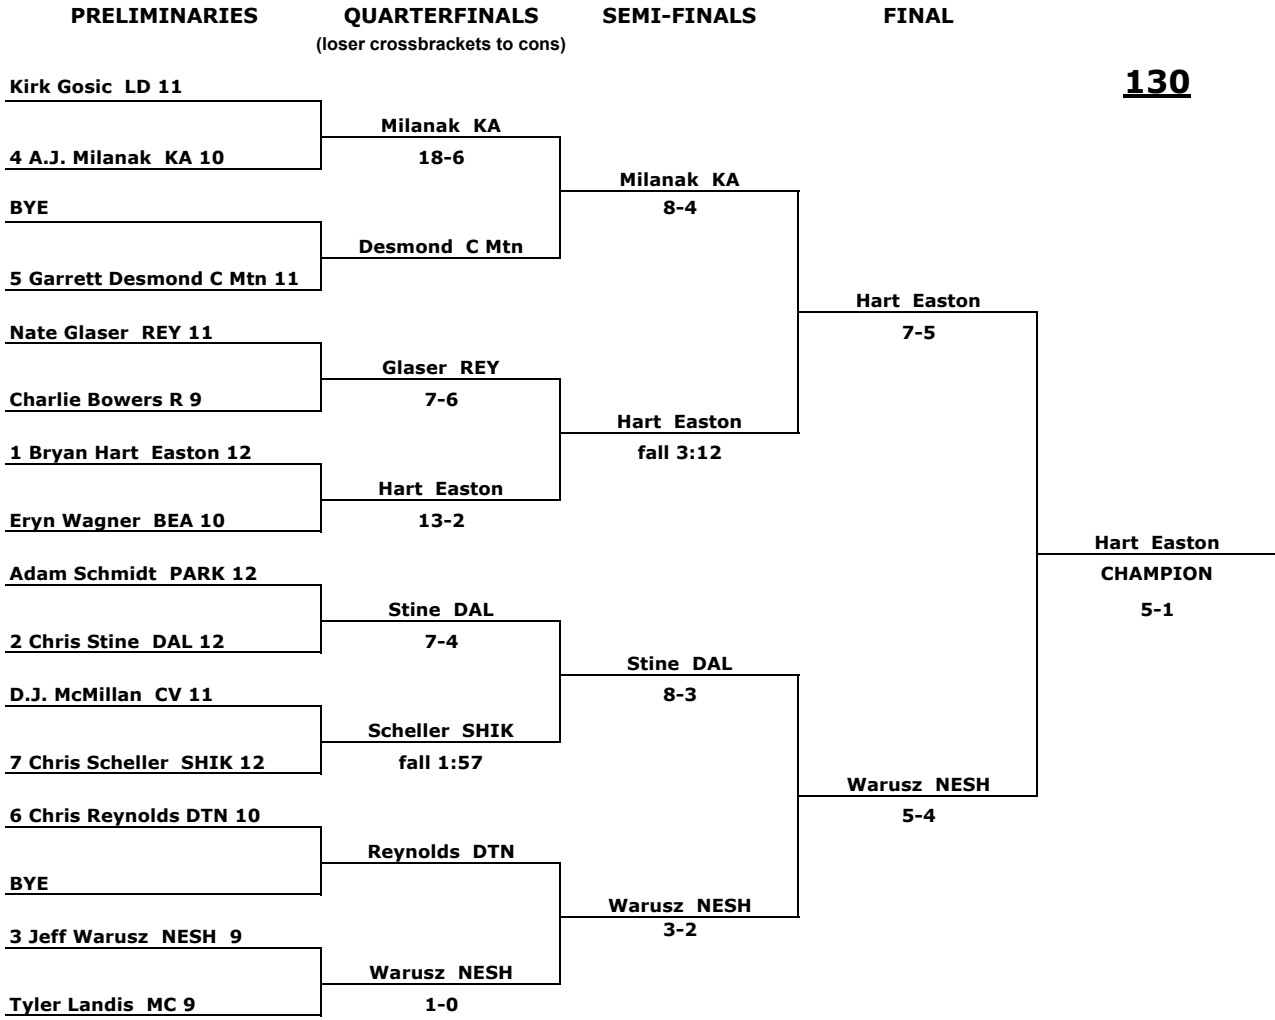 PRELIMINARIES QUARTERFINALS SEMI-FINALS FINAL
(loser crossbrackets to cons)
130
Kirk Gosic LD 11
Milanak KA
4 A.J. Milanak KA 10
18-6
Milanak KA
BYE
8-4
Desmond C Mtn
5 Garrett Desmond C Mtn 11
Hart Easton
Nate Glaser REY 11
7-5
Glaser REY
Charlie Bowers R 9
7-6
Hart Easton
1 Bryan Hart Easton 12
fall 3:12
Hart Easton
Eryn Wagner BEA 10
13-2
Hart Easton
Adam Schmidt PARK 12
CHAMPION
Stine DAL
5-1
2 Chris Stine DAL 12
7-4
Stine DAL
D.J. McMillan CV 11
8-3
Scheller SHIK
7 Chris Scheller SHIK 12
fall 1:57
Warusz NESH
6 Chris Reynolds DTN 10
5-4
Reynolds DTN
BYE
Warusz NESH
3-2
3 Jeff Warusz NESH 9
Warusz NESH
Tyler Landis MC 9
1-0